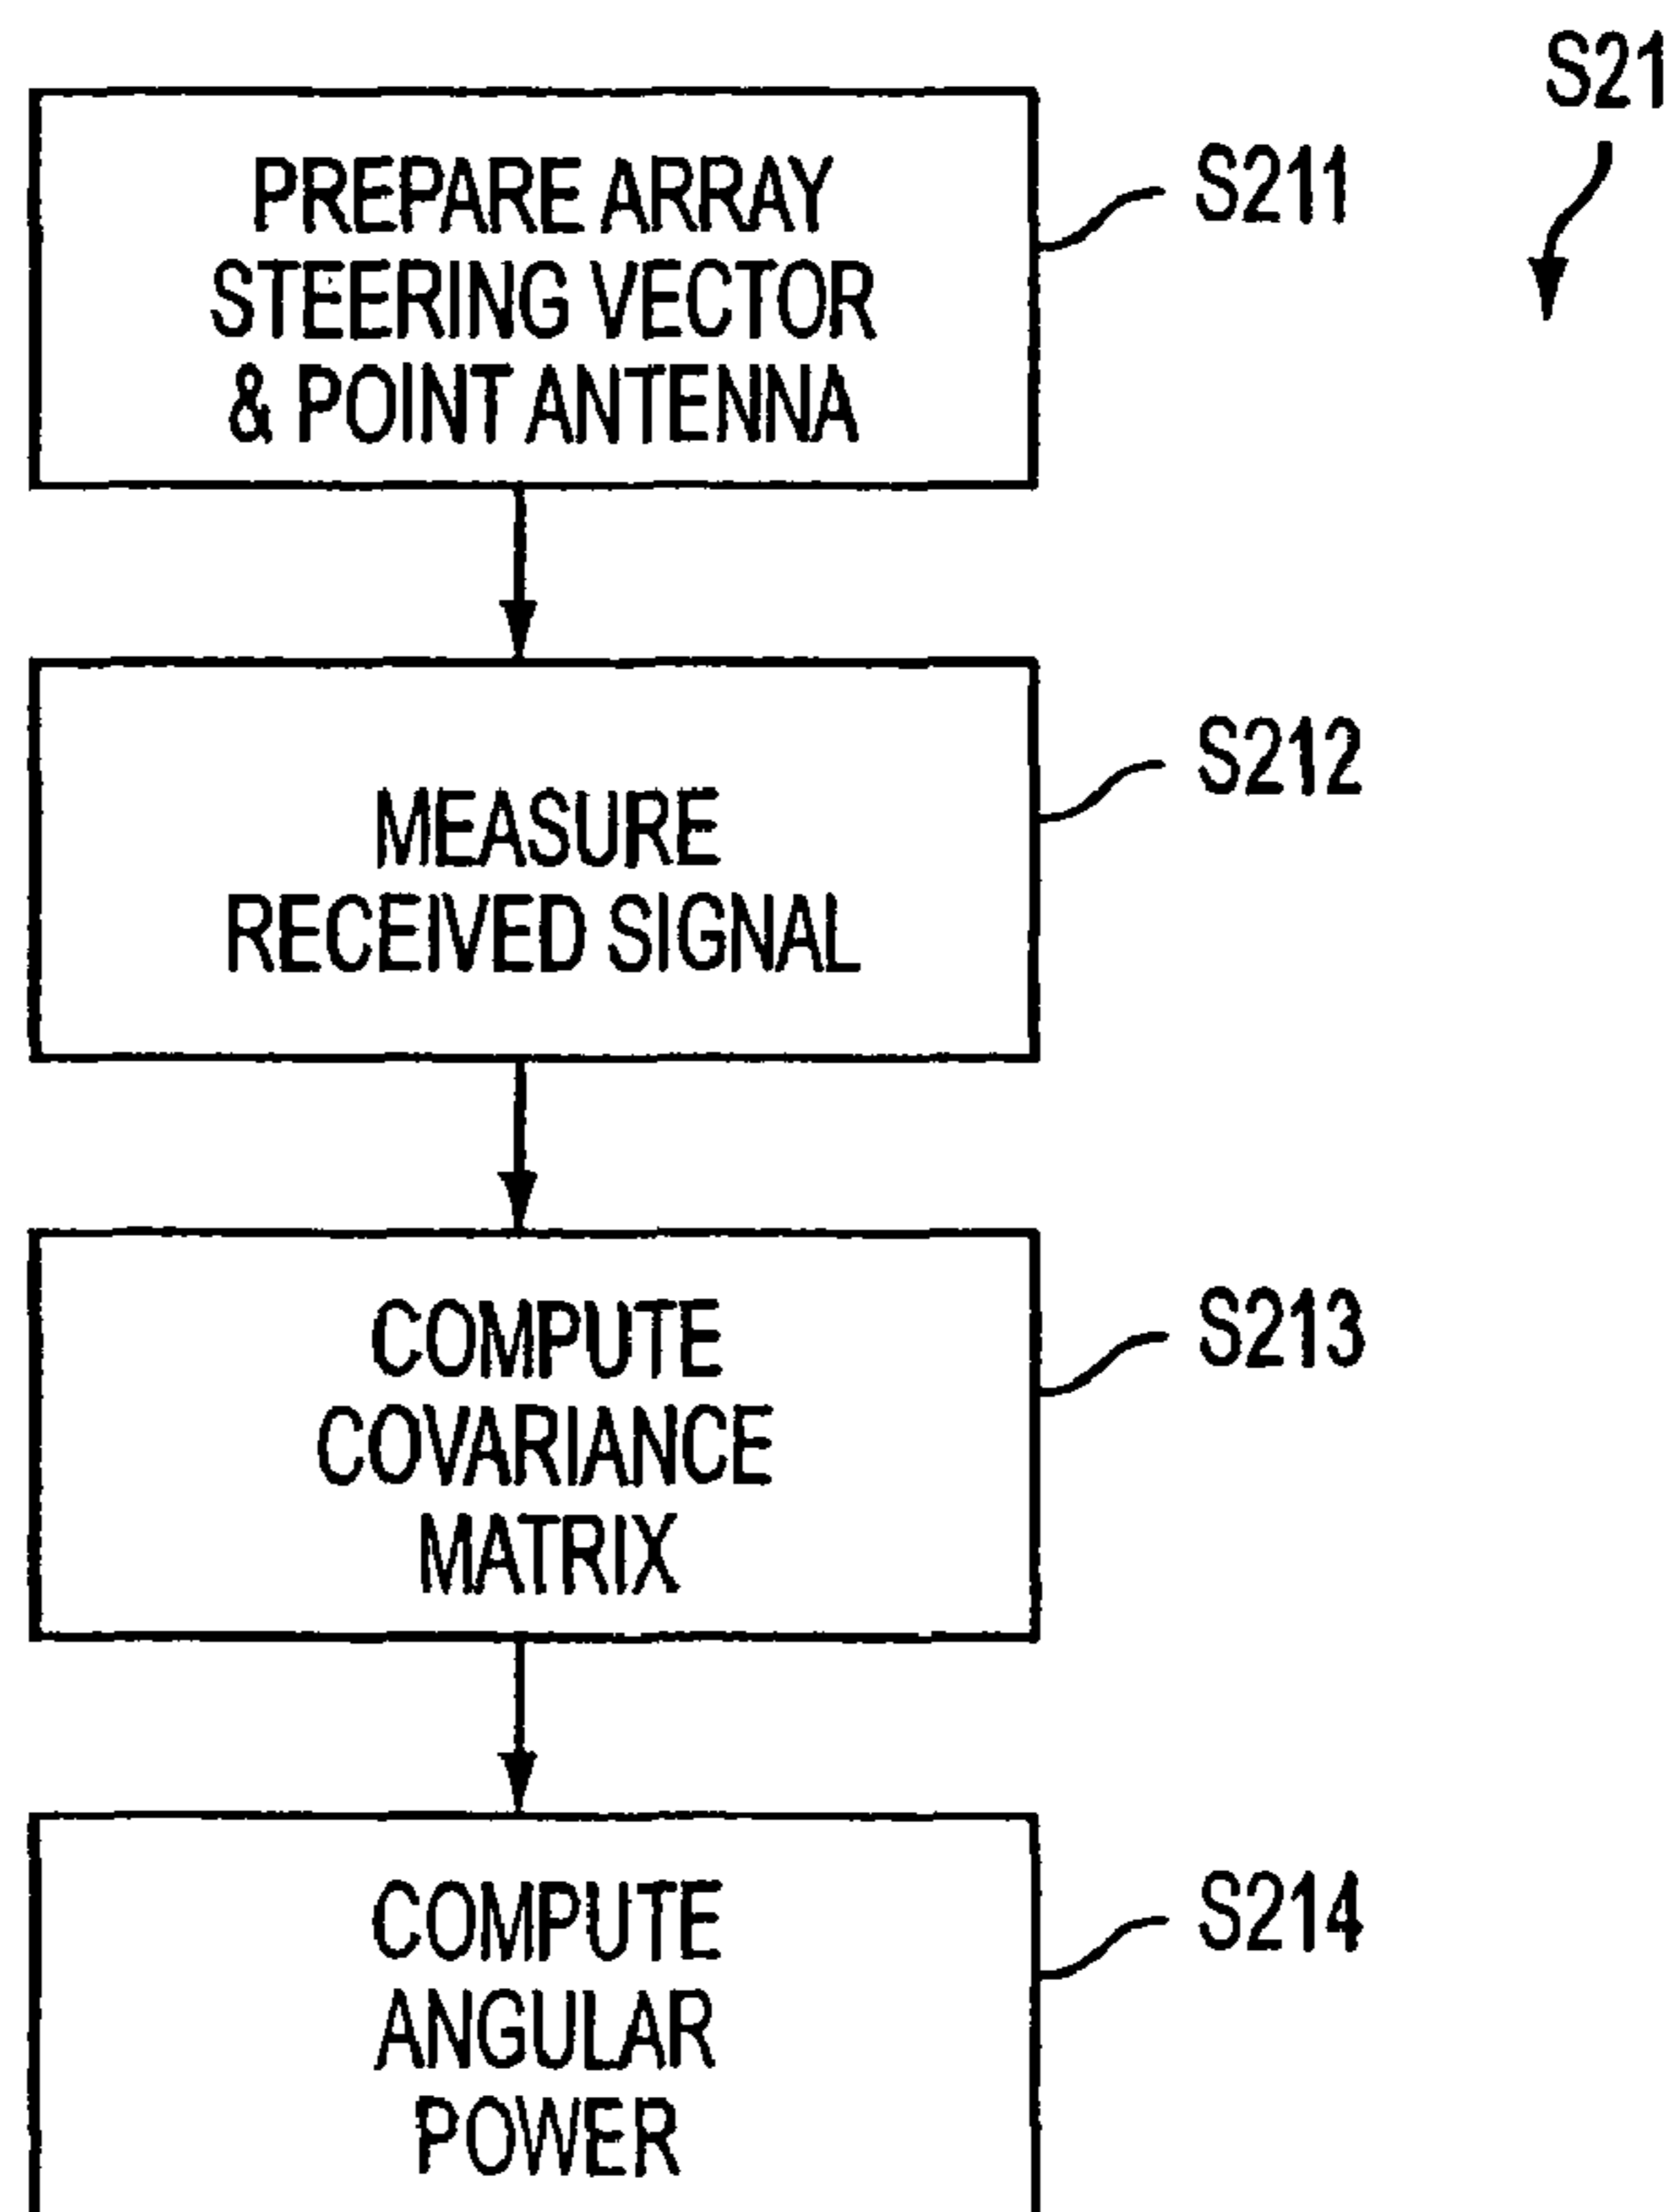 S21
PREPARE ARRAY
STEERING VECTOR
& POINT ANTENNA
S211
MEASURE
RECEIVED SIGNAL
S212
COMPUTE
COVARIANCE
MATRIX
S213
COMPUTE
ANGULAR
POWER
S214